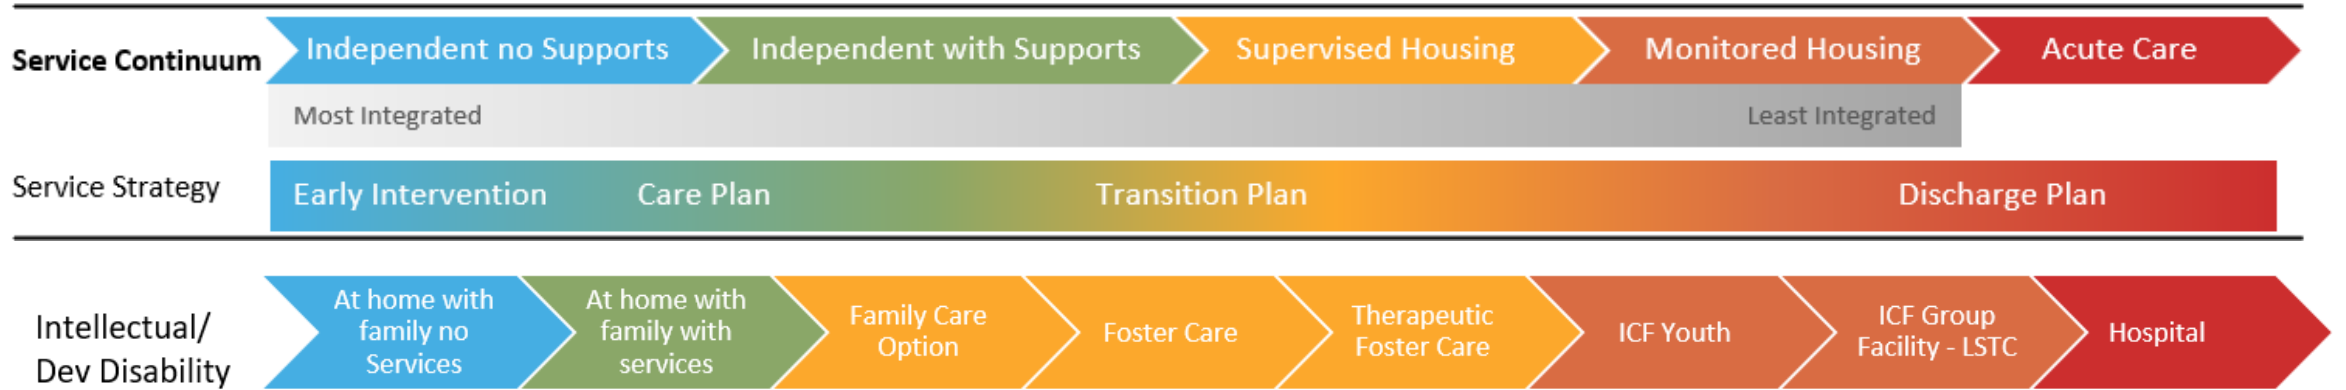 Service Continuum
Independent no Supports
Independent with Supports
Supervised Housing
Monitored Housing
Acute Care
Most Integrated
Least Integrated
Service Strategy
Early Intervention
Care Plan
Transition Plan
Discharge Plan
Intellectual/
Dev Disability
At home with
family no
Services
At home with
family with
services
Family Care
Option
Foster Care
Therapeutic
Foster Care
ICF Youth
ICF Group
Facility - LSTC
Hospital